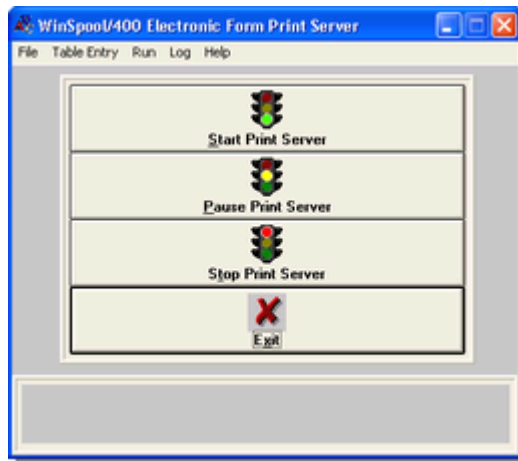 WinSpool/400 Electronic Form Print Server
File Table Entry Run Log Help
Start Print Server
Pause Print Server
Stop Print Server
Exit